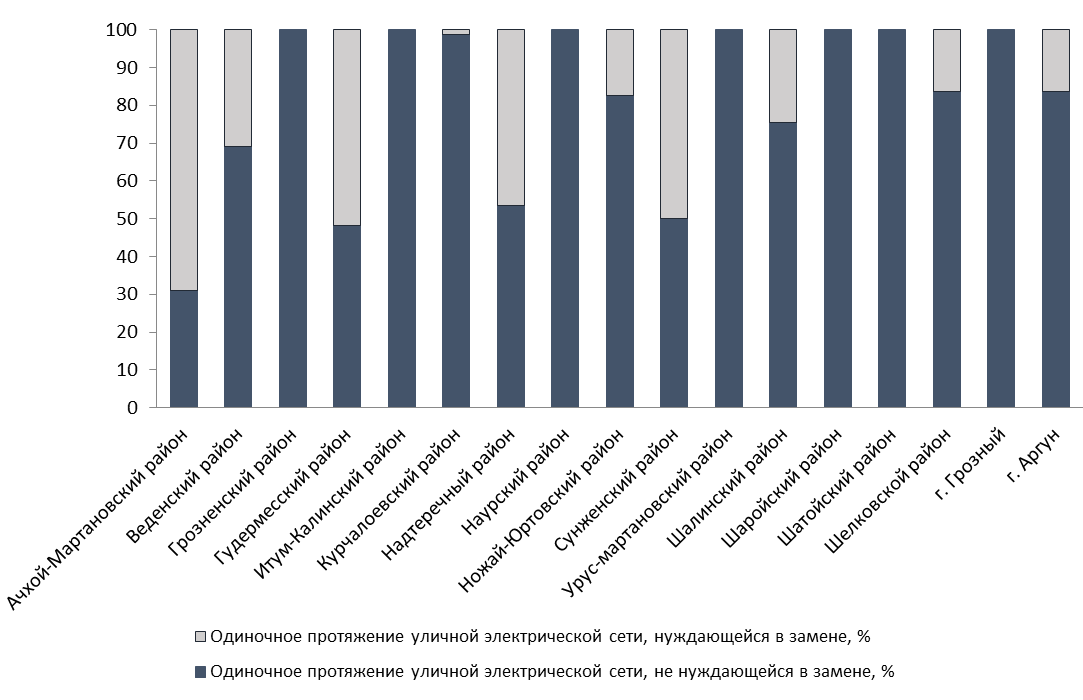 100
90
80
70
60
50
40
30
20
10
0
Ачхой-Мартановский район
Веденский район
Грозненский район
Гудермесский район
Итум-Калинский район
Курчалоевский район
Надтеречный район
Наурский район
Ножай-Юртовский район
Сунженский район
Урус-мартановский район
Шалинский район
Шаройский район
Шатойский район
Шелковской район
г. Грозный
г. Аргун
Одиночное протяжение уличной электрической сети, нуждающейся в замене, %
Одиночное протяжение уличной электрической сети, не нуждающейся в замене, %